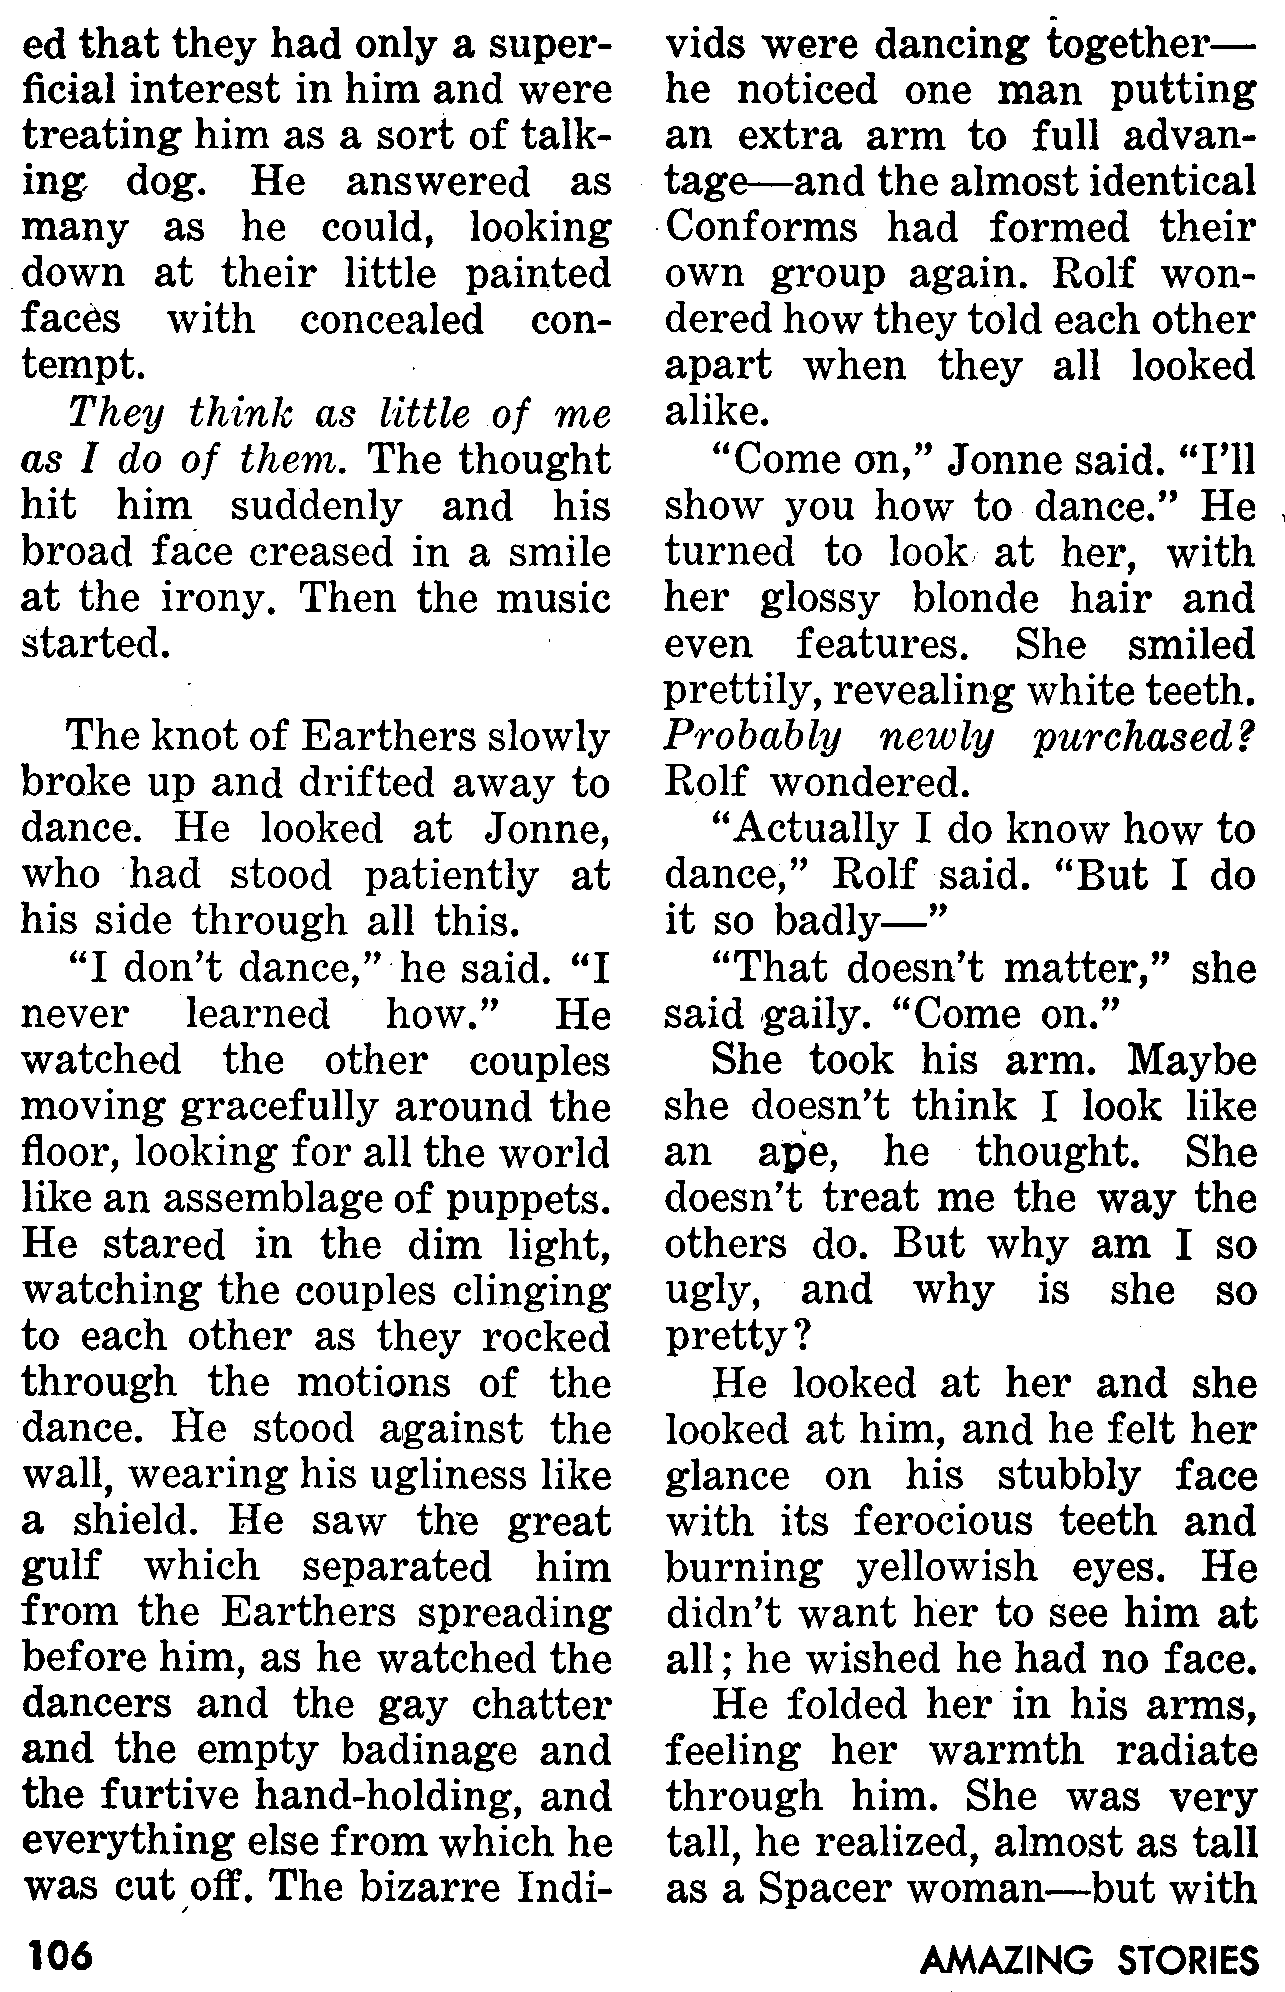 ed that they had only a super-
ficial interest in him and were
treating him as a sort of talk-
ing dog. He answered as
many as he could, looking
down at their little painted
faces with concealed con-
tempt.
They think as little of me
as I do of them. The thought
hit him suddenly and his
broad face creased in a smile
at the irony. Then the music
started.
The knot of Earthers slowly
broke up and drifted away to
dance. He looked at Jonne,
who had stood patiently at
his side through all this.
“I don’t dance,” he said. “I
never learned how.” He
watched the other couples
moving gracefully around the
floor, looking for all the world
like an assemblage of puppets.
He stared in the dim light,
watching the couples clinging
to each other as they rocked
through the motions of the
dance. He stood against the
wall, wearing his ugliness like
a shield. He saw the great
gulf which separated him
from the Earthers spreading
before him, as he watched the
dancers and the gay chatter
and the empty badinage and
the furtive hand-holding, and
everything else from which he
was cut off. The bizarre Indi-
vids were dancing together—
he noticed one man putting
an extra arm to full advan-
tage—and the almost identical
Conforms had formed their
own group again. Rolf won-
dered how they told each other
apart when they all looked
alike.
“Come on,” Jonne said. “I’ll
show you how to dance.” He
turned to look at her, with
her glossy blonde hair and
even features. She smiled
prettily, revealing white teeth.
Probably newly purchased?
Rolf wondered.
“Actually I do know how to
dance,” Rolf said. “But I do
it so badly—”
“That doesn’t matter,” she
said gaily. “Come on.”
She took his arm. Maybe
she doesn’t think I look like
an ape, he thought. She
doesn’t treat me the way the
others do. But why am I so
ugly, and why is she so
pretty?
He looked at her and she
looked at him, and he felt her
glance on his stubbly face
with its ferocious teeth and
burning yellowish eyes. He
didn’t want her to see him at
all; he wished he had no face.
He folded her in his arms,
feeling her warmth radiate
through him. She was very
tall, he realized, almost as tall
as a Spacer woman—but with
106
AMAZING STORIES